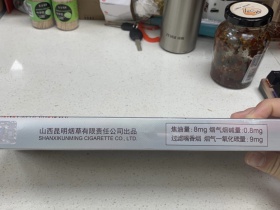 山西昆明烟草有限责任公司出品
SHANXIKUNMING CIGARETTE CO., LTD.
焦油量:8mg 烟气烟碱量:0.8mg
过滤嘴香烟 烟气一氧化碳量:9mg